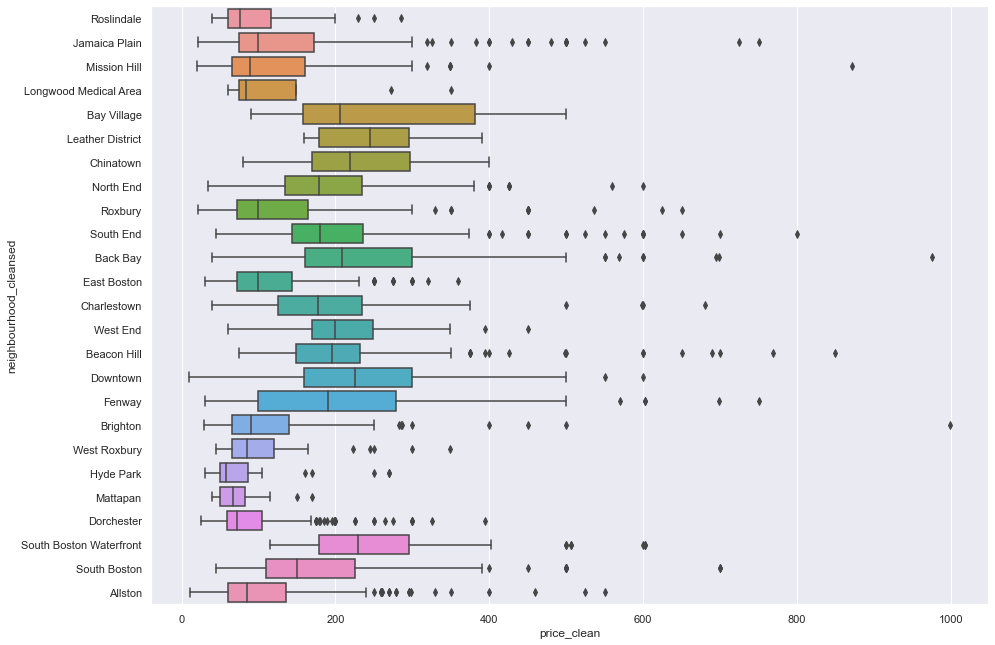 Roslindale
Jamaica Plain
Mission Hill
Longwood Medical Area
Bay Village
Leather District
Chinatown
North End
Roxbury
South End
Back Bay
East Boston
Charlestown
West End
Beacon Hill
Downtown
Fenway
Brighton
West Roxbury
Hyde Park
Mattapan
Dorchester
South Boston Waterfront
South Boston
Allston
neighbourhood_cleansed
0 200 400 600 800 1000
price_clean